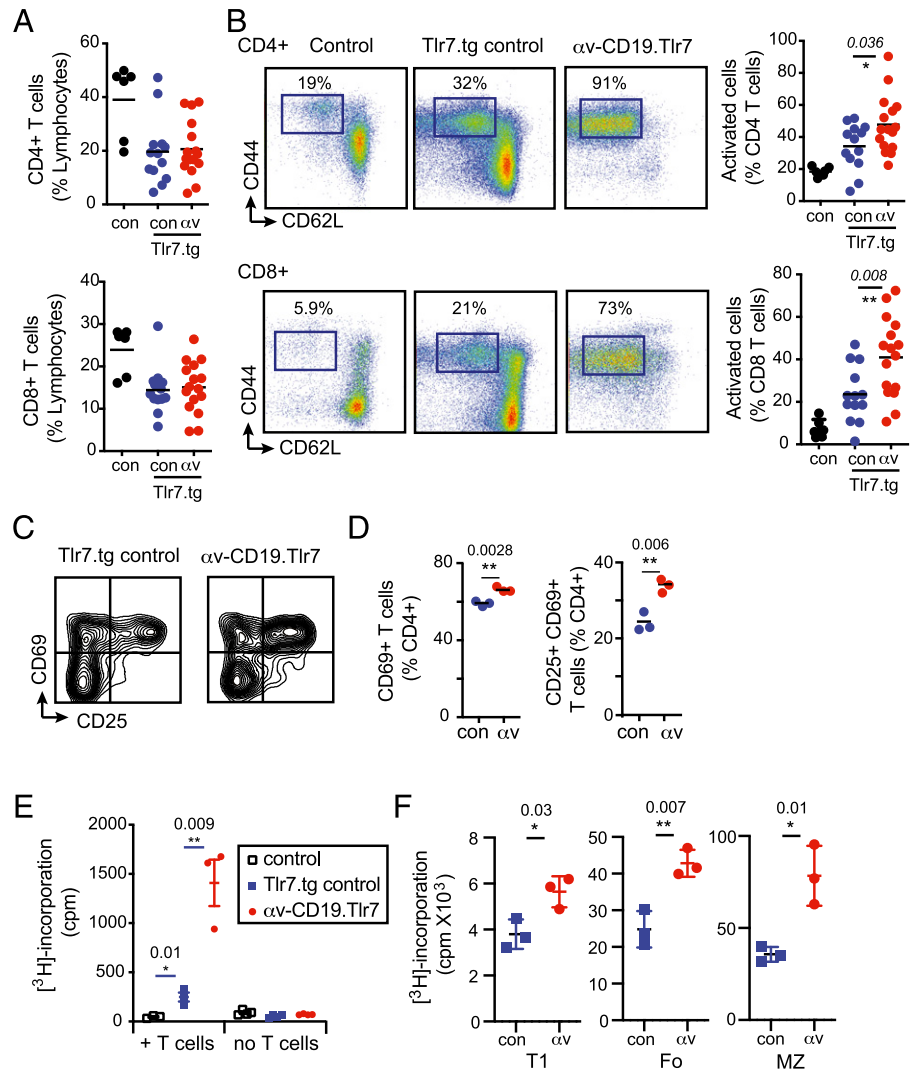 A
CD4+ T cells
(% Lymphocytes)
60
40
20
0
con
con αv
Tlr7.tg
CD8+ T cells
(% Lymphocytes)
40
30
20
10
0
con
con αv
Tlr7.tg
B
CD4+ Control Tlr7.tg control αv-CD19.Tlr7
19% 32% 91%
CD44
CD62L
Activated cells
(% CD4 T cells)
100
80
60
40
20
0
0.036
*
con
con αv
Tlr7.tg
CD8+
5.9% 21% 73%
CD44
CD62L
Activated cells
(% CD8 T cells)
80
60
40
20
0
0.008
**
con
con αv
Tlr7.tg
C
Tlr7.tg control αv-CD19.Tlr7
CD69
CD25
D
CD69+ T cells
(% CD4+)
80
40
0
0.0028
**
con αv
CD25+ CD69+
T cells (% CD4+)
40
20
0
0.006
**
con αv
E
[³H]-incorporation
(cpm)
2000
1500
1000
500
0
0.01
*
0.009
**
control
Tlr7.tg control
αv-CD19.Tlr7
+ T cells no T cells
F
[³H]-incorporation
(cpm X10³)
8
6
4
2
0
0.03
*
con αv
T1
50
40
30
20
10
0
0.007
**
con αv
Fo
100
50
0
0.01
*
con αv
MZ